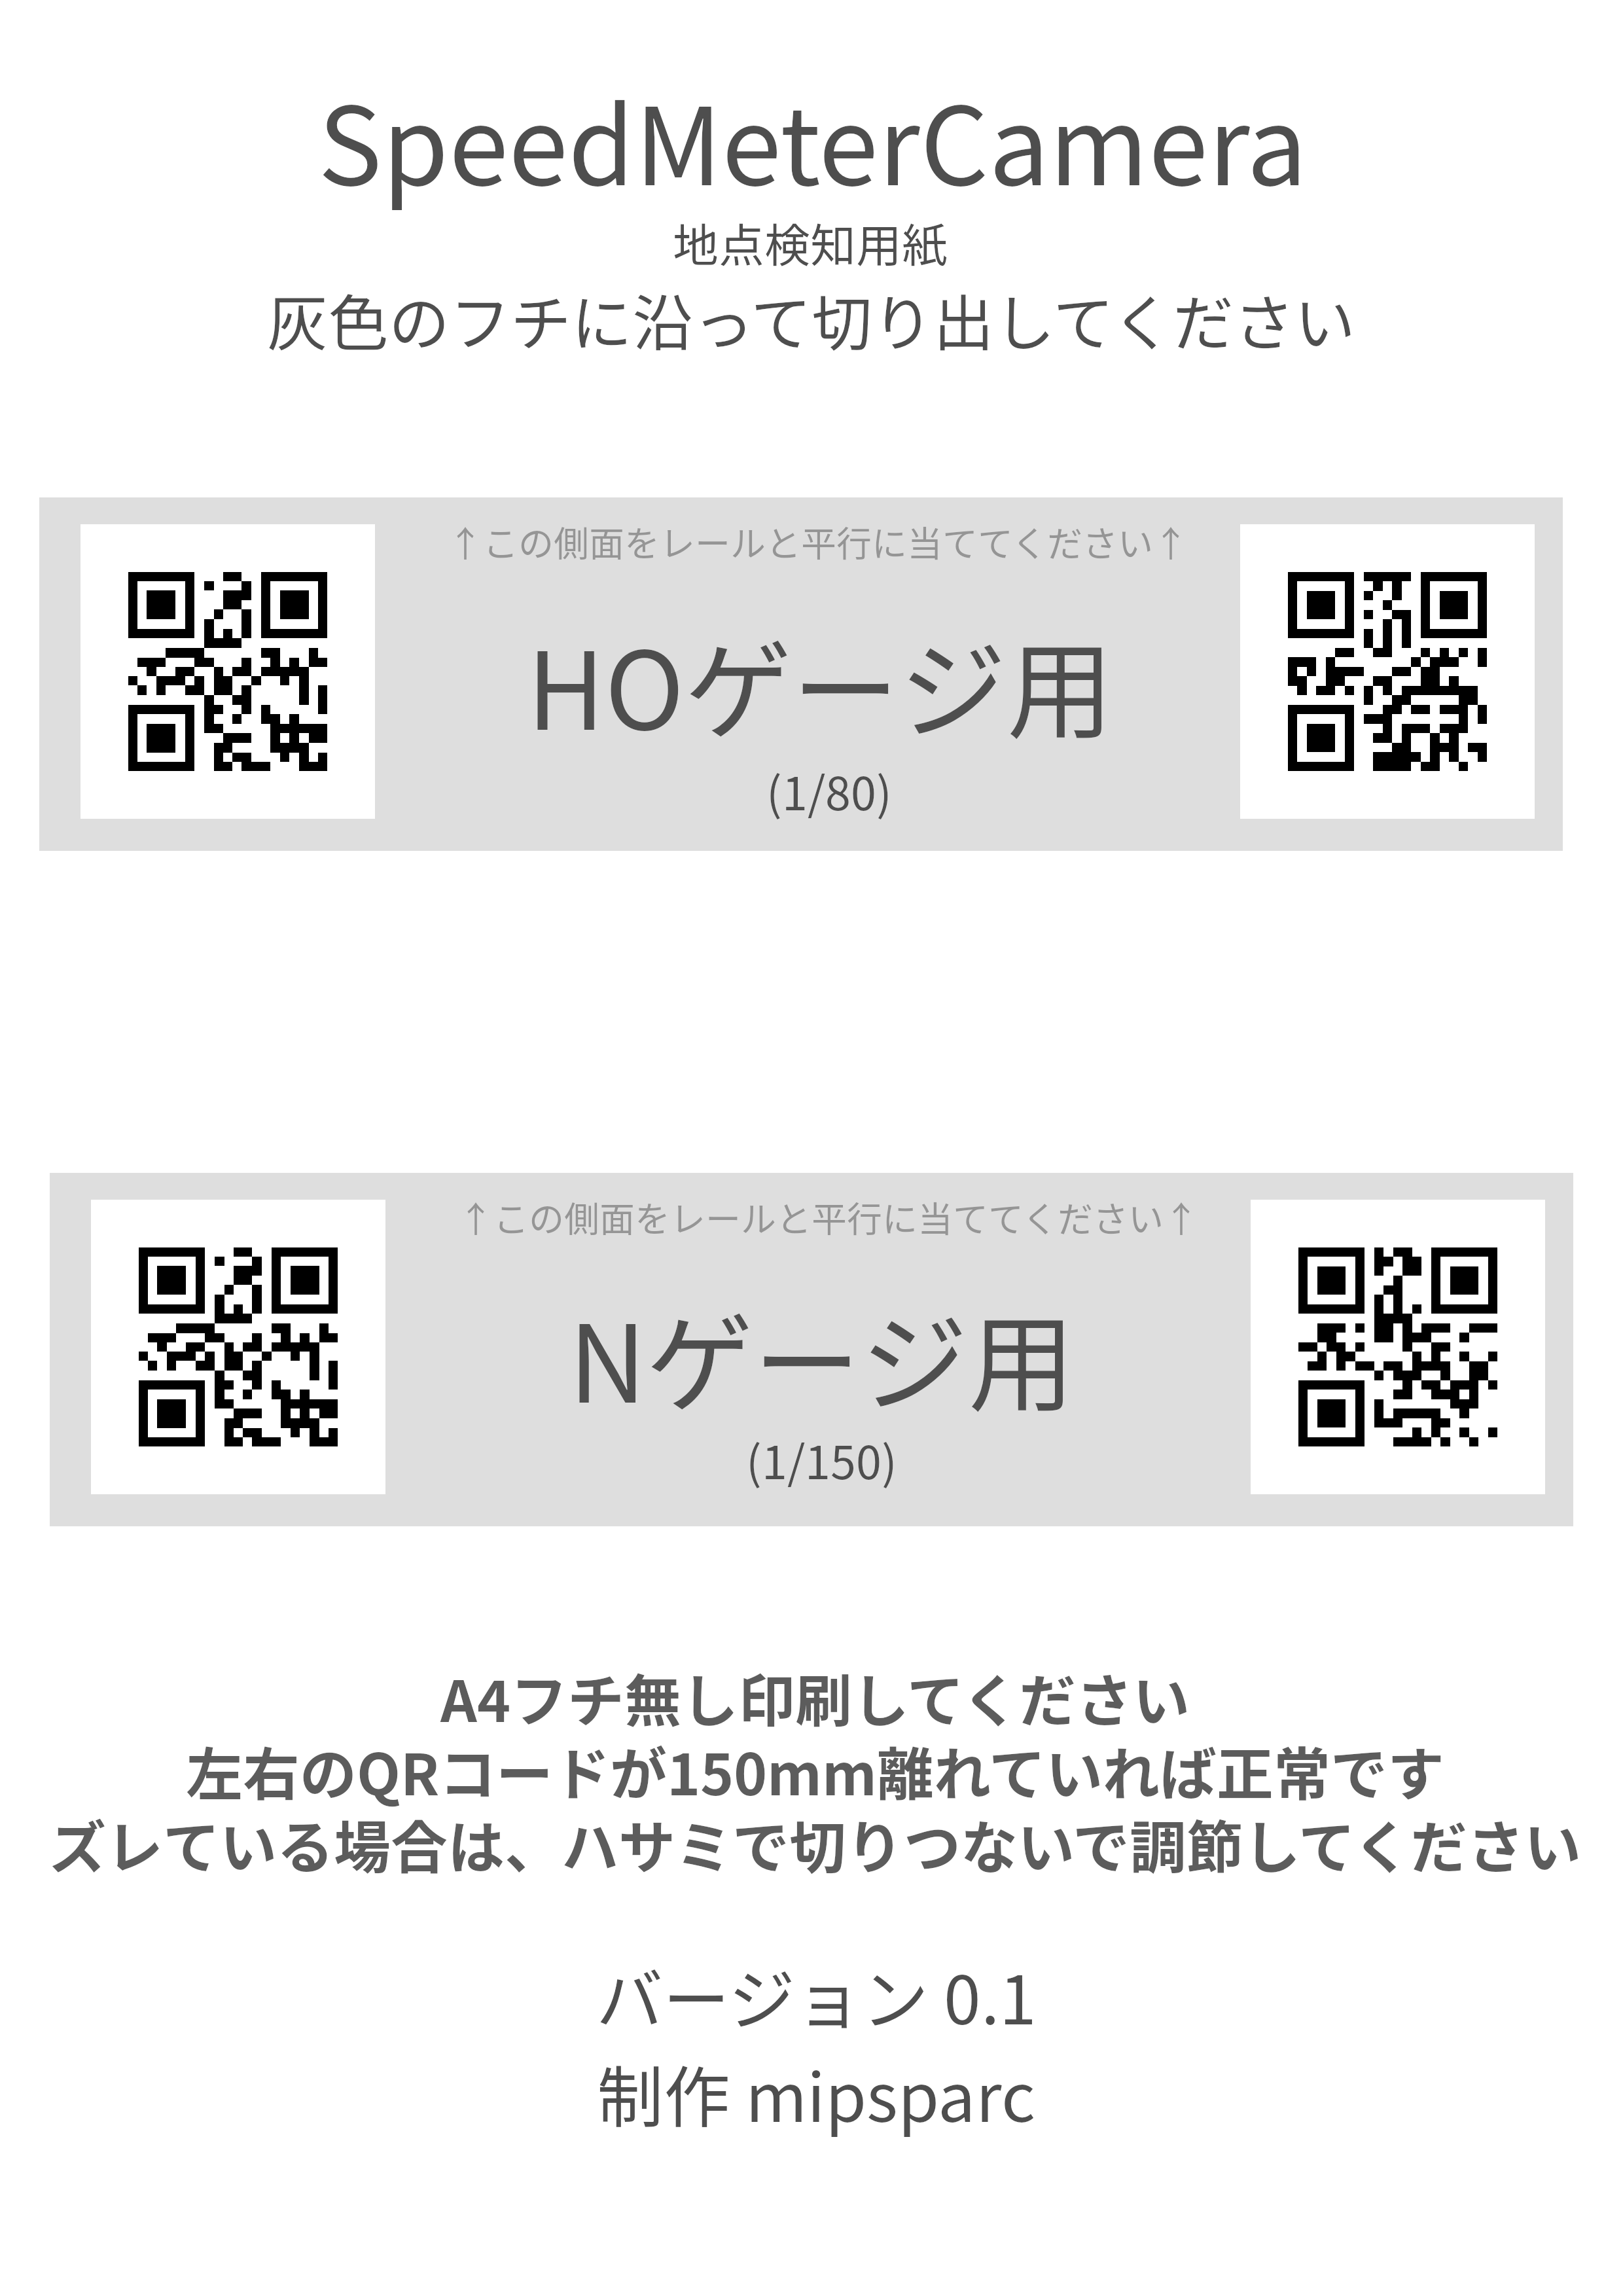 SpeedMeterCamera
地点検知用紙
灰色のフチに沿って切り出してください
↑この側面をレールと平行に当ててください↑
HOゲージ用
(1/80)
↑この側面をレールと平行に当ててください↑
Nゲージ用
(1/150)
A4フチ無し印刷してください
左右のQRコードが150mm離れていれば正常です
ズレている場合は、ハサミで切りつないで調節してください
バージョン 0.1
制作 mipsparc